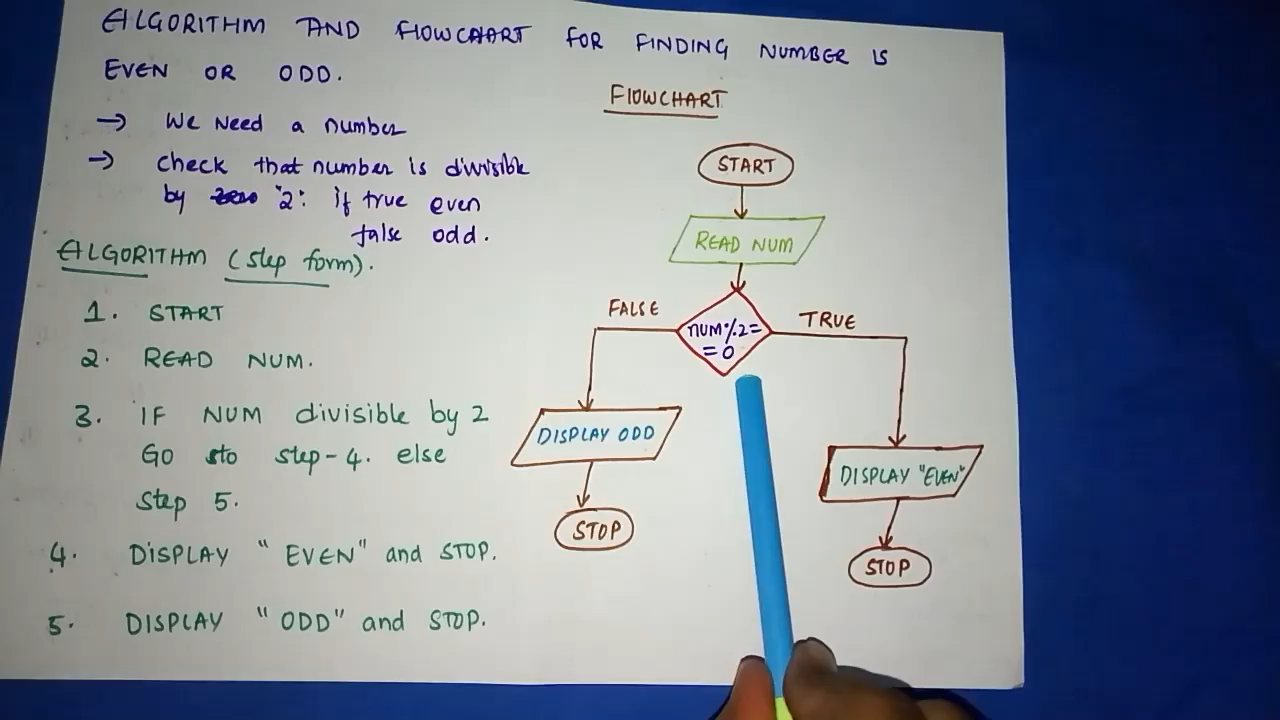 ALGORITHM AND FlOWCHART FOR FINDING NUMBER IS
EVEN OR ODD.
→ We Need a number
→ check that number is divisible
by zero "2": if true even
false odd.
ALGORITHM (step form).
1. START
2. READ NUM.
3. IF NUM divisible by 2
Go to step-4. else
step 5.
4. DISPLAY "EVEN" and STOP.
5. DISPLAY "ODD" and STOP.
FlOWCHART
START
READ NUM
FALSE
num%2=
=0
TRUE
DISPLAY ODD
DISPLAY "EVEN"
STOP
STOP